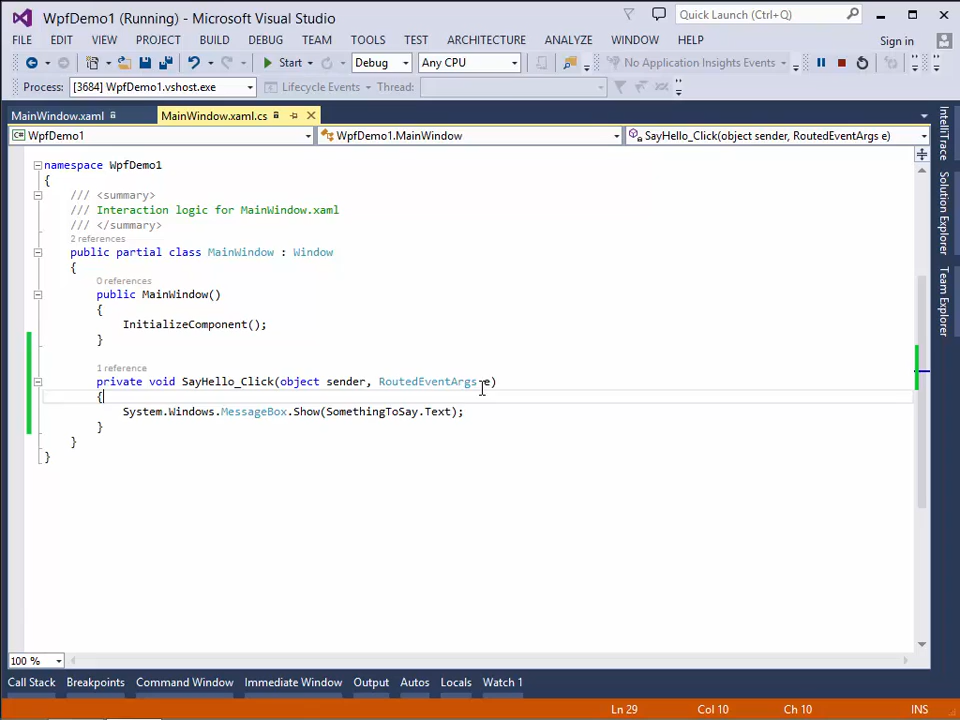 WpfDemo1 (Running) - Microsoft Visual Studio
Quick Launch (Ctrl+Q)
FILE EDIT VIEW PROJECT BUILD DEBUG TEAM TOOLS TEST ARCHITECTURE ANALYZE WINDOW HELP Sign in
Start Debug Any CPU No Application Insights Events
Process: [3684] WpfDemo1.vshost.exe Lifecycle Events Thread:
MainWindow.xaml MainWindow.xaml.cs
WpfDemo1 WpfDemo1.MainWindow SayHello_Click(object sender, RoutedEventArgs e)
namespace WpfDemo1
{
/// <summary>
/// Interaction logic for MainWindow.xaml
/// </summary>
2 references
public partial class MainWindow : Window
{
0 references
public MainWindow()
{
InitializeComponent();
}
1 reference
private void SayHello_Click(object sender, RoutedEventArgs e)
{
System.Windows.MessageBox.Show(SomethingToSay.Text);
}
}
}
IntelliTrace
Solution Explorer
Team Explorer
100 %
Call Stack Breakpoints Command Window Immediate Window Output Autos Locals Watch 1
Ln 29 Col 10 Ch 10 INS